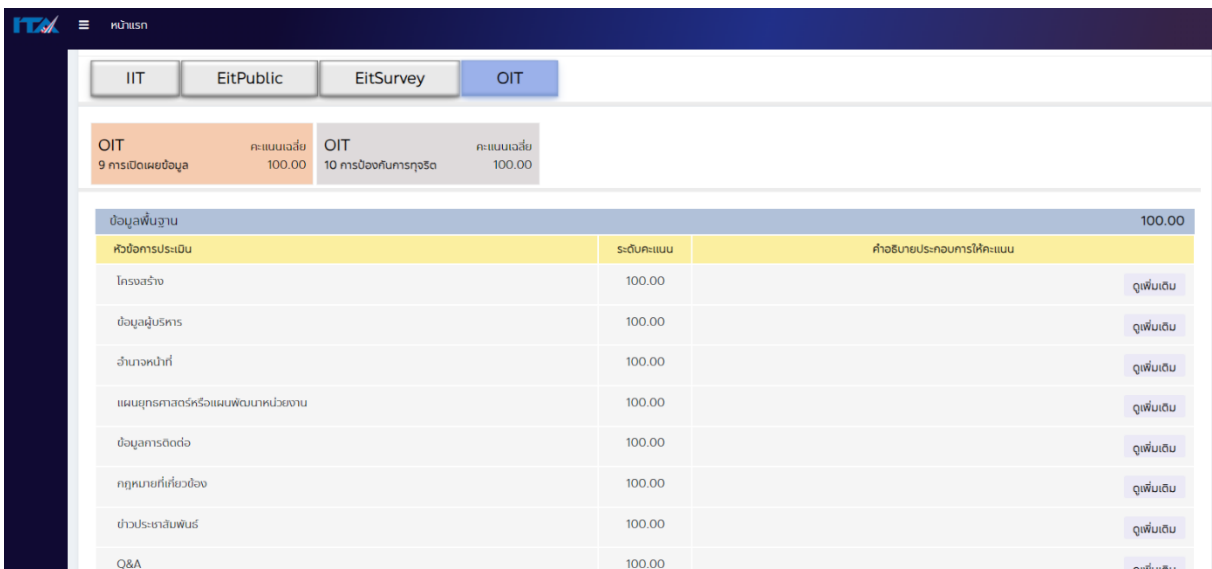 ITA ☰ หน้าแรก
IIT EitPublic EitSurvey OIT
OIT คะแนนเฉลี่ย OIT คะแนนเฉลี่ย
9 การเปิดเผยข้อมูล 100.00 10 การป้องกันการทุจริต 100.00
ข้อมูลพื้นฐาน 100.00
หัวข้อการประเมิน ระดับคะแนน คำอธิบายประกอบการให้คะแนน
โครงสร้าง 100.00 ดูเพิ่มเติม
ข้อมูลผู้บริหาร 100.00 ดูเพิ่มเติม
อำนาจหน้าที่ 100.00 ดูเพิ่มเติม
แผนยุทธศาสตร์หรือแผนพัฒนาหน่วยงาน 100.00 ดูเพิ่มเติม
ข้อมูลการติดต่อ 100.00 ดูเพิ่มเติม
กฎหมายที่เกี่ยวข้อง 100.00 ดูเพิ่มเติม
ข่าวประชาสัมพันธ์ 100.00 ดูเพิ่มเติม
Q&A 100.00 ดูเพิ่มเติม